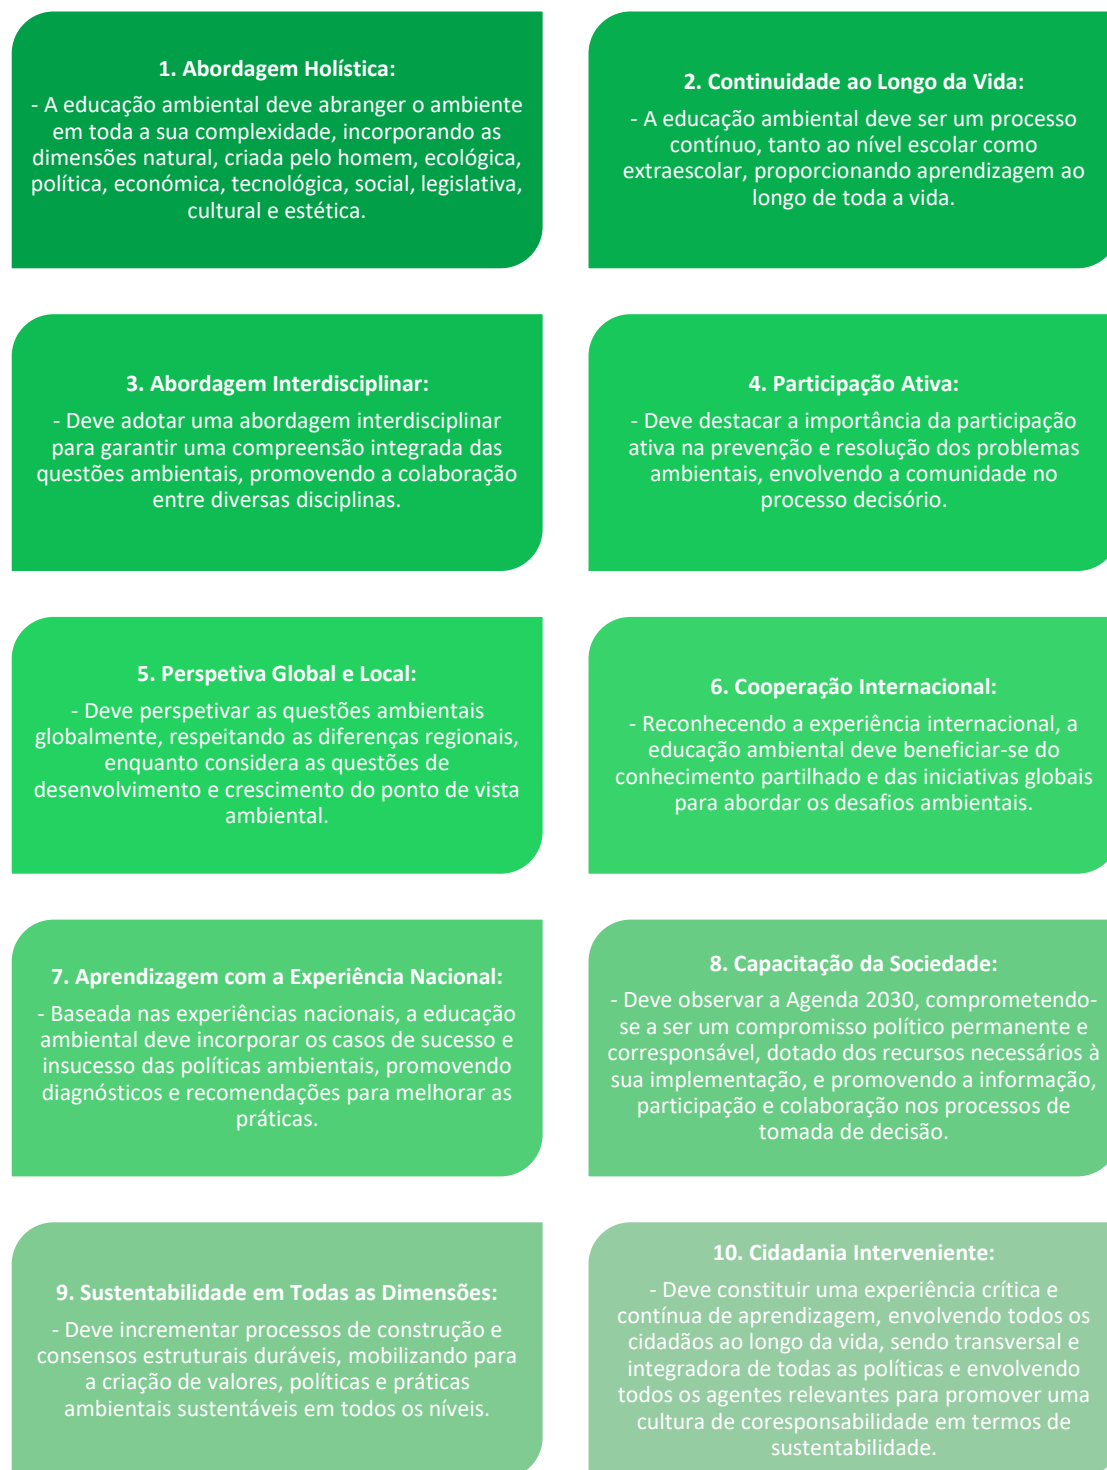 1. Abordagem Holística:
- A educação ambiental deve abranger o ambiente
em toda a sua complexidade, incorporando as
dimensões natural, criada pelo homem, ecológica,
política, económica, tecnológica, social, legislativa,
cultural e estética.
2. Continuidade ao Longo da Vida:
- A educação ambiental deve ser um processo
contínuo, tanto ao nível escolar como
extraescolar, proporcionando aprendizagem ao
longo de toda a vida.
3. Abordagem Interdisciplinar:
- Deve adotar uma abordagem interdisciplinar
para garantir uma compreensão integrada das
questões ambientais, promovendo a colaboração
entre diversas disciplinas.
4. Participação Ativa:
- Deve destacar a importância da participação
ativa na prevenção e resolução dos problemas
ambientais, envolvendo a comunidade no
processo decisório.
5. Perspetiva Global e Local:
- Deve perspetivar as questões ambientais
globalmente, respeitando as diferenças regionais,
enquanto considera as questões de
desenvolvimento e crescimento do ponto de vista
ambiental.
6. Cooperação Internacional:
- Reconhecendo a experiência internacional, a
educação ambiental deve beneficiar-se do
conhecimento partilhado e das iniciativas globais
para abordar os desafios ambientais.
7. Aprendizagem com a Experiência Nacional:
- Baseada nas experiências nacionais, a educação
ambiental deve incorporar os casos de sucesso e
insucesso das políticas ambientais, promovendo
diagnósticos e recomendações para melhorar as
práticas.
8. Capacitação da Sociedade:
- Deve observar a Agenda 2030, comprometendo-
se a ser um compromisso político permanente e
corresponsável, dotado dos recursos necessários à
sua implementação, e promovendo a informação,
participação e colaboração nos processos de
tomada de decisão.
9. Sustentabilidade em Todas as Dimensões:
- Deve incrementar processos de construção e
consensos estruturais duráveis, mobilizando para
a criação de valores, políticas e práticas
ambientais sustentáveis em todos os níveis.
10. Cidadania Interveniente:
- Deve constituir uma experiência crítica e
contínua de aprendizagem, envolvendo todos os
cidadãos ao longo da vida, sendo transversal e
integradora de todas as políticas e envolvendo
todos os agentes relevantes para promover uma
cultura de coresponsabilidade em termos de
sustentabilidade.